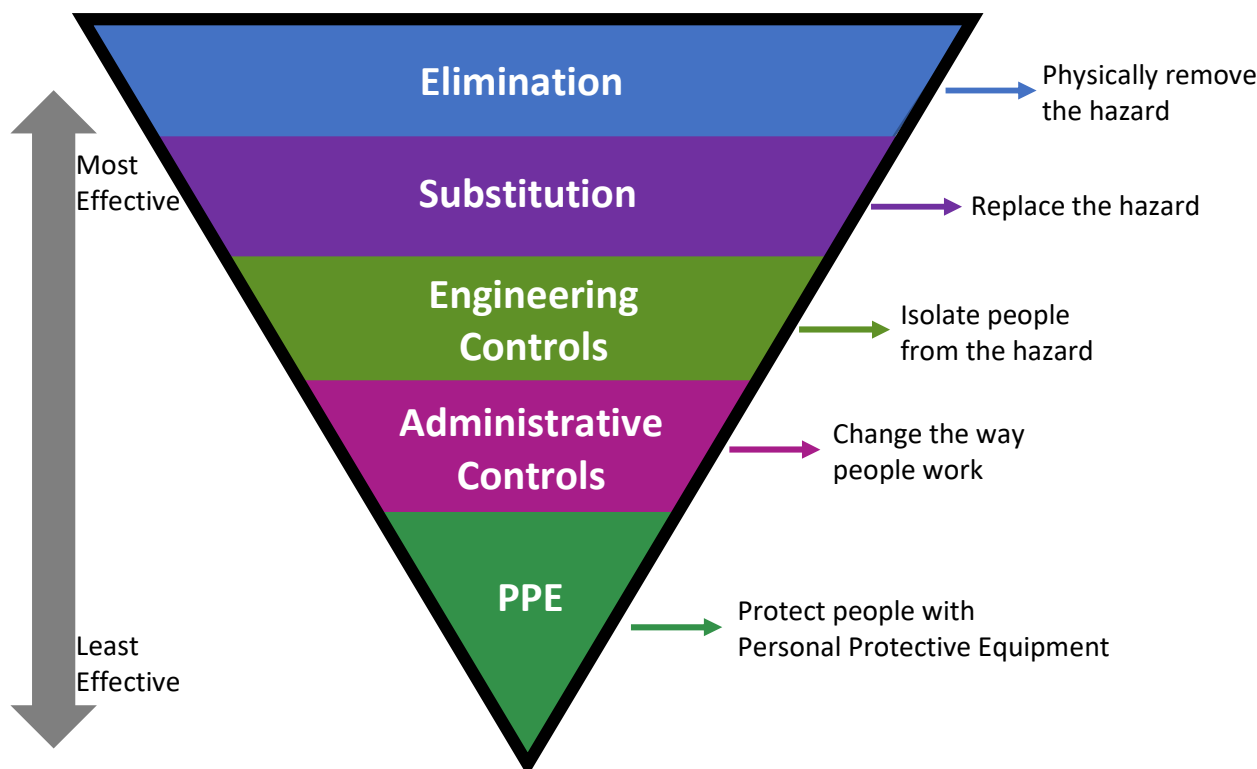 Elimination
Physically remove
the hazard
Most
Effective
Substitution
Replace the hazard
Engineering
Controls
Isolate people
from the hazard
Administrative
Controls
Change the way
people work
PPE
Protect people with
Personal Protective Equipment
Least
Effective